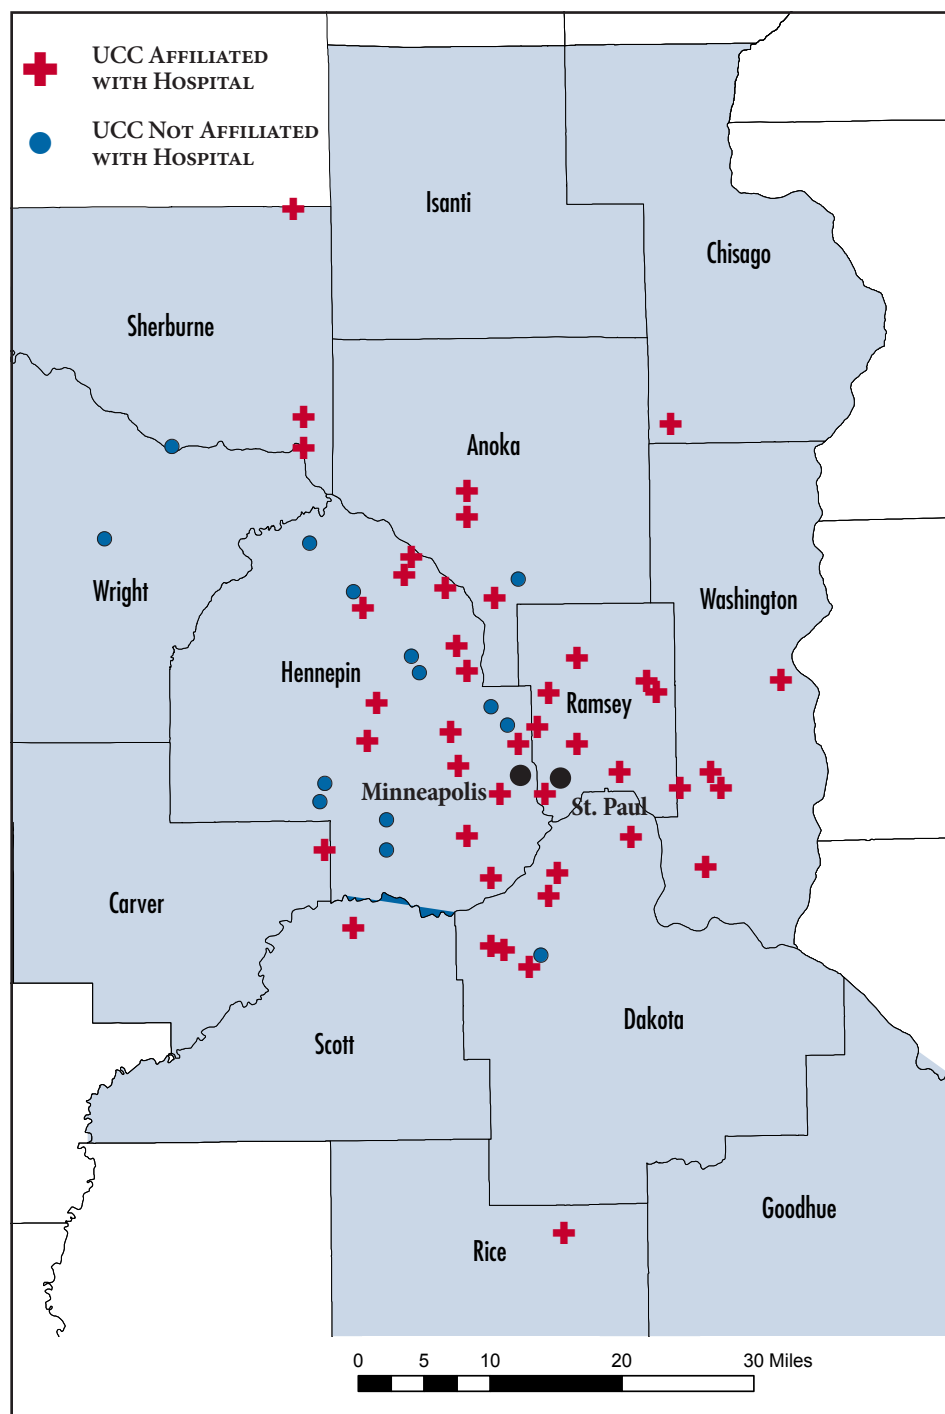 UCC Affiliated
with Hospital
UCC Not Affiliated
with Hospital
Isanti
Chisago
Sherburne
Anoka
Wright
Washington
Hennepin
Ramsey
Minneapolis
St. Paul
Carver
Dakota
Scott
Goodhue
Rice
0 5 10 20 30 Miles